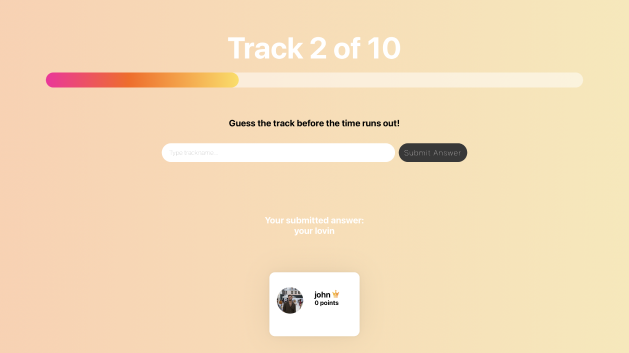 Track 2 of 10
Guess the track before the time runs out!
Submit Answer
Your submitted answer:
your lovin
john
0 points